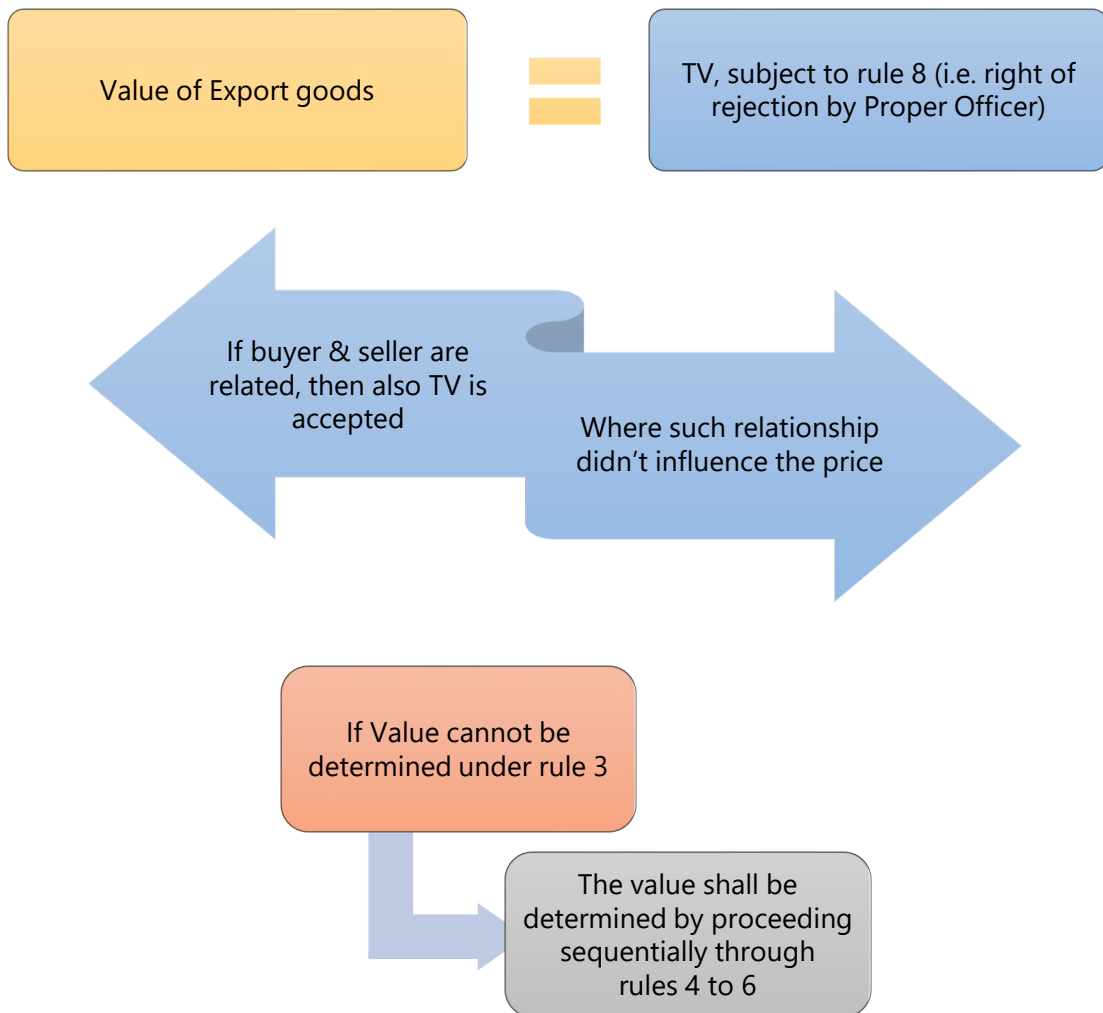 Value of Export goods
TV, subject to rule 8 (i.e. right of
rejection by Proper Officer)
If buyer & seller are
related, then also TV is
accepted
Where such relationship
didn’t influence the price
If Value cannot be
determined under rule 3
The value shall be
determined by proceeding
sequentially through
rules 4 to 6